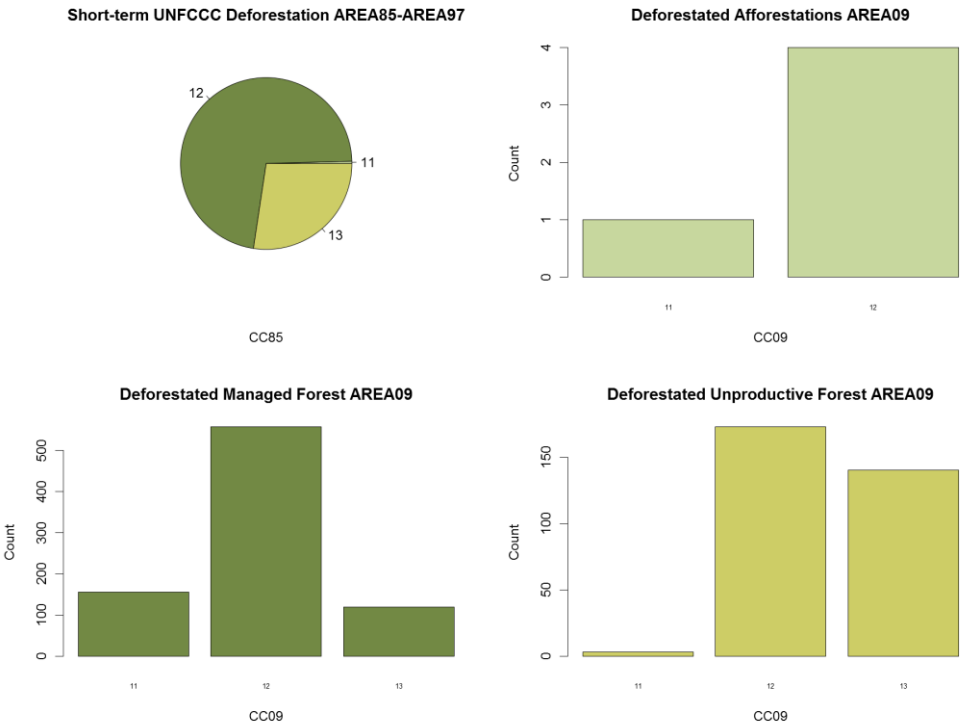 Short-term UNFCCC Deforestation AREA85-AREA97
12
11
13
CC85
Deforestated Afforestations AREA09
Count
4
3
2
1
0
11
12
CC09
Deforestated Managed Forest AREA09
Count
500
400
300
200
100
0
11
12
13
CC09
Deforestated Unproductive Forest AREA09
Count
150
100
50
0
11
12
13
CC09